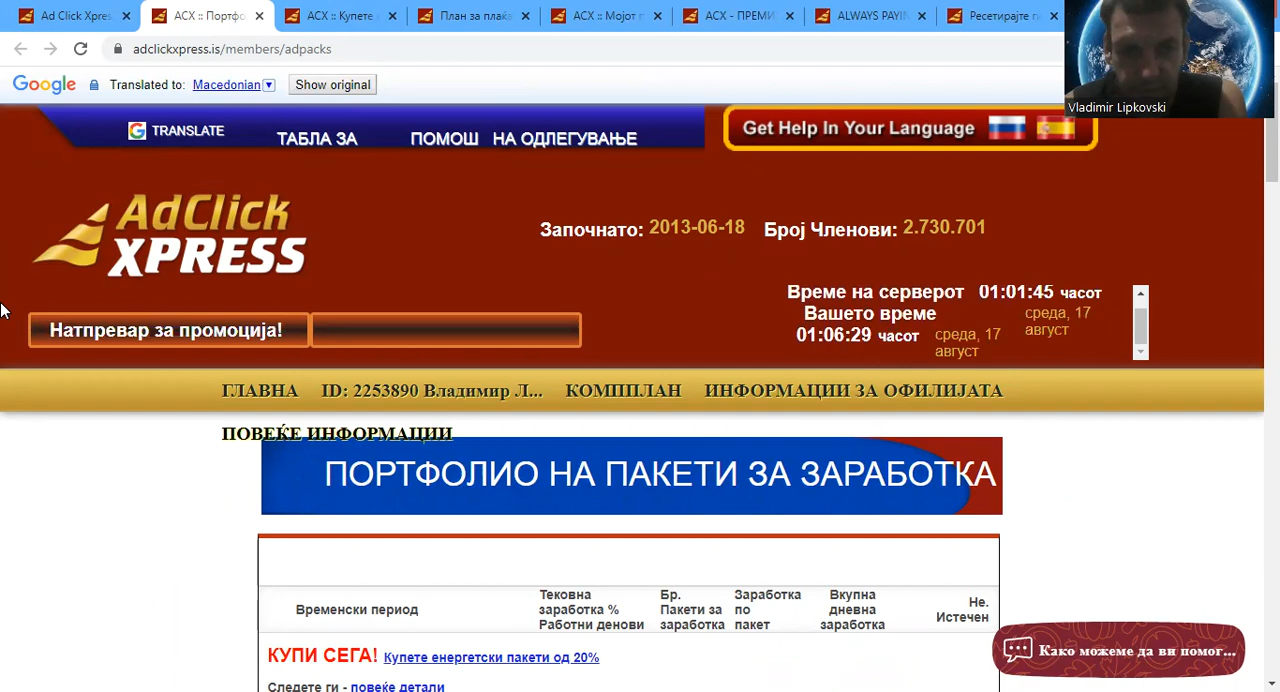 Ad Click Xpres
ACX :: Портфо
ACX :: Купете
План за плаќа
ACX :: Мојот г
ACX - ПРЕМИ
ALWAYS PAYIN
Ресетирајте г
adclickxpress.is/members/adpacks
Vladimir Lipkovski
Google Translated to: Macedonian Show original
TRANSLATE ТАБЛА ЗА ПОМОШ НА ОДЛЕГУВАЊЕ
Get Help In Your Language
AdClick
XPRESS
Започнато: 2013-06-18 Број Членови: 2.730.701
Време на серверот 01:01:45 часот
среда, 17
август
Вашето време
01:06:29 часот
среда, 17
август
Натпревар за промоција!
ГЛАВНА ID: 2253890 Владимир Л... КОМППЛАН ИНФОРМАЦИИ ЗА ОФИЛИЈАТА
ПОВЕЌЕ ИНФОРМАЦИИ
ПОРТФОЛИО НА ПАКЕТИ ЗА ЗАРАБОТКА
Временски период
Тековна
заработка %
Работни денови
Бр.
Пакети за
заработка
Заработка
по
пакет
Вкупна
дневна
заработка
Не.
Истечен
КУПИ СЕГА! Купете енергетски пакети од 20%
Следете ги - повеќе детали
Како можеме да ви помог...